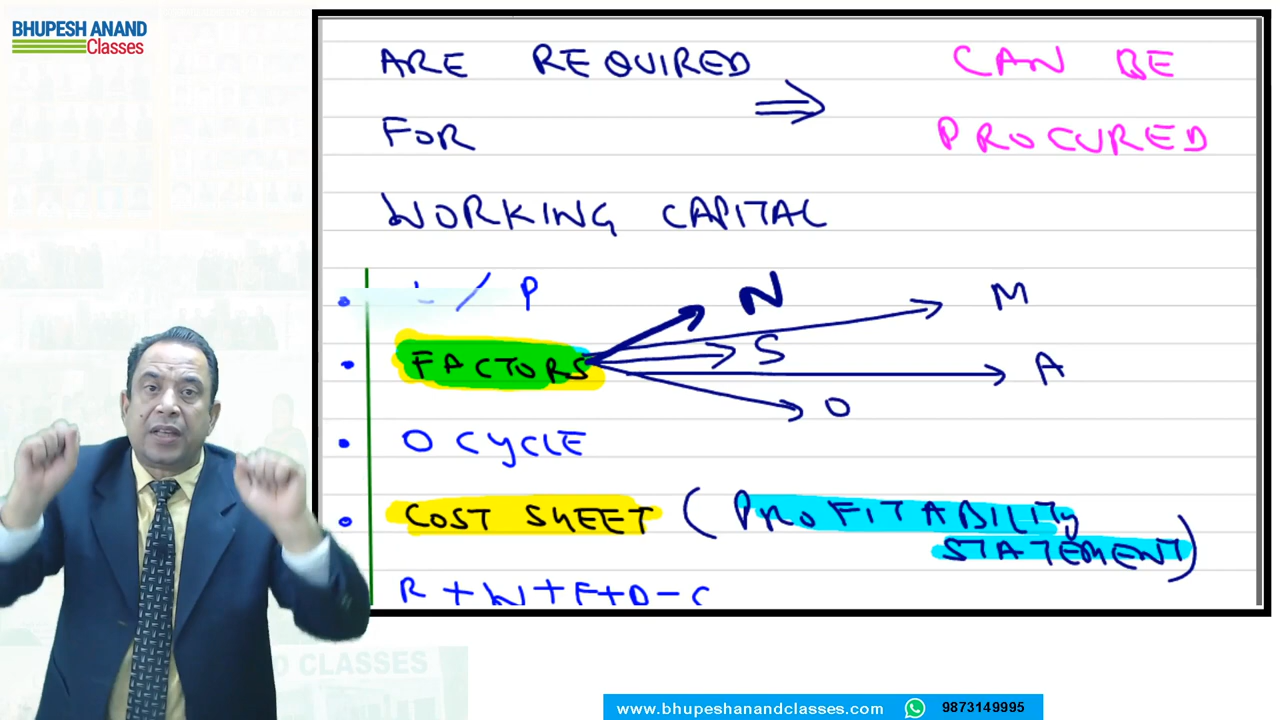 BHUPESH ANAND
Classes
ARE REQUIRED ⇒ CAN BE
FOR PROCURED
WORKING CAPITAL
/ P
N
M
FACTORS
S
A
O
O CYCLE
COST SHEET (PROFITABILITY
STATEMENT)
R + W + F + D - C
D CLASSES
www.bhupeshanandclasses.com 9873149995